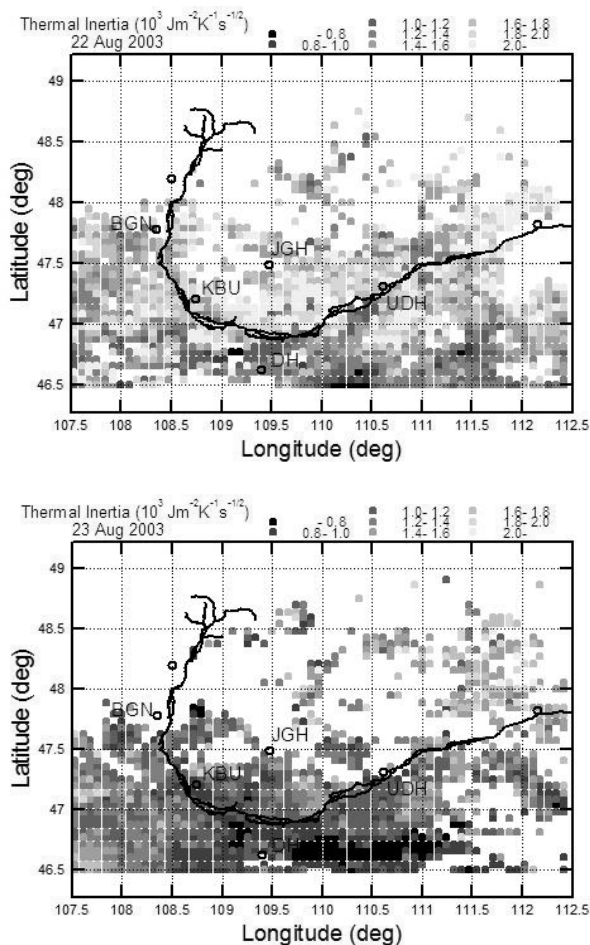 Thermal Inertia (10³ Jm⁻²K⁻¹s⁻¹ᐟ²)
22 Aug 2003
- 0.8
0.8- 1.0
1.0- 1.2
1.2- 1.4
1.4- 1.6
1.6- 1.8
1.8- 2.0
2.0-
Latitude (deg)
49
48.5
48
47.5
47
46.5
BGN
JGH
KBU
UDH
DH
107.5 108 108.5 109 109.5 110 110.5 111 111.5 112 112.5
Longitude (deg)
Thermal Inertia (10³ Jm⁻²K⁻¹s⁻¹ᐟ²)
23 Aug 2003
- 0.8
0.8- 1.0
1.0- 1.2
1.2- 1.4
1.4- 1.6
1.6- 1.8
1.8- 2.0
2.0-
Latitude (deg)
49
48.5
48
47.5
47
46.5
BGN
JGH
KBU
UDH
DH
107.5 108 108.5 109 109.5 110 110.5 111 111.5 112 112.5
Longitude (deg)